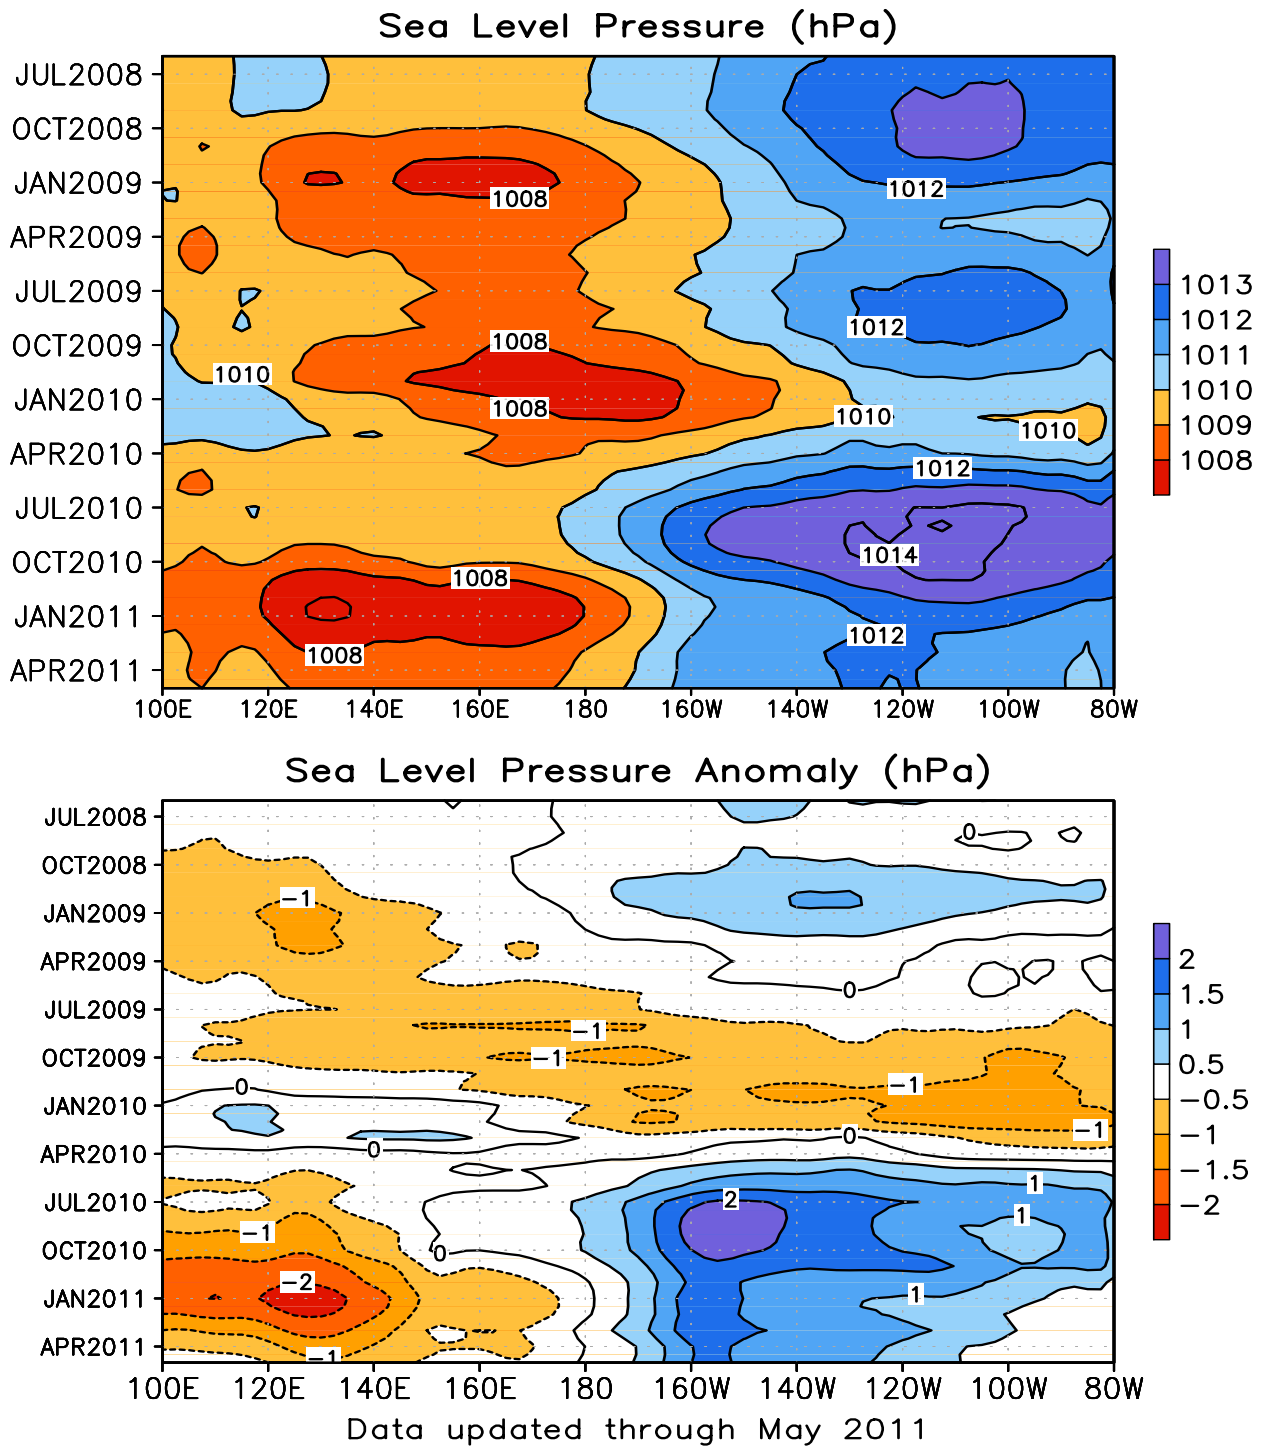 Sea Level Pressure (hPa)
JUL2008
OCT2008
JAN2009
APR2009
JUL2009
OCT2009
JAN2010
APR2010
JUL2010
OCT2010
JAN2011
APR2011
1008
1012
1012
1008
1010
1008
1010
1010
1012
1014
1008
1012
1008
1013
1012
1011
1010
1009
1008
100E 120E 140E 160E 180 160W 140W 120W 100W 80W
Sea Level Pressure Anomaly (hPa)
JUL2008
OCT2008
JAN2009
APR2009
JUL2009
OCT2009
JAN2010
APR2010
JUL2010
OCT2010
JAN2011
APR2011
0
−1
0
−1
−1
0
−1
−1
0
0
1
2
1
−1
0
−2
1
−1
2
1.5
1
0.5
−0.5
−1
−1.5
−2
100E 120E 140E 160E 180 160W 140W 120W 100W 80W
Data updated through May 2011